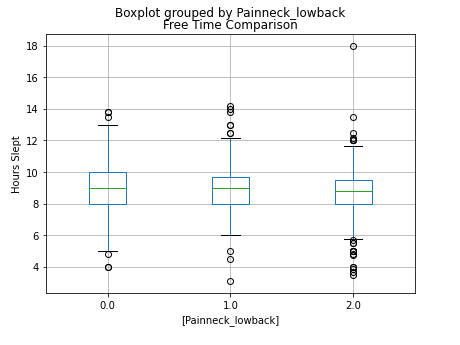 Boxplot grouped by Painneck_lowback
Free Time Comparison
18
16
14
12
10
8
6
4
Hours Slept
0.0 1.0 2.0
[Painneck_lowback]